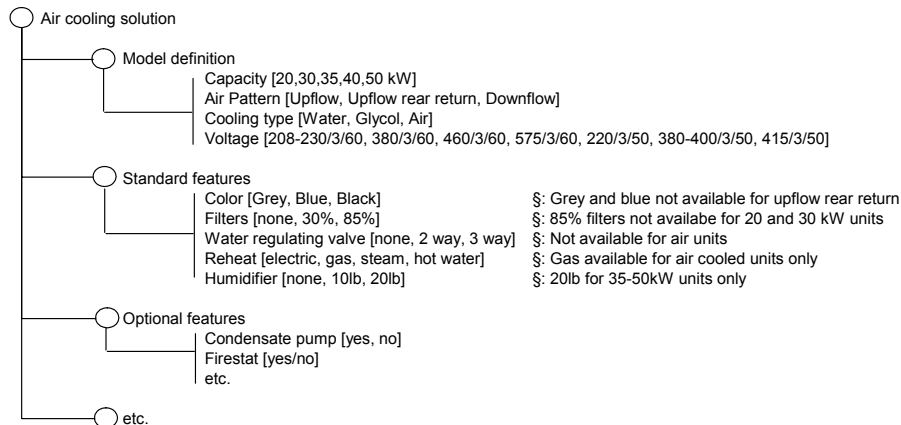 Air cooling solution
Model definition
Capacity [20,30,35,40,50 kW]
Air Pattern [Upflow, Upflow rear return, Downflow]
Cooling type [Water, Glycol, Air]
Voltage [208-230/3/60, 380/3/60, 460/3/60, 575/3/60, 220/3/50, 380-400/3/50, 415/3/50]
Standard features
Color [Grey, Blue, Black] §: Grey and blue not available for upflow rear return
Filters [none, 30%, 85%] §: 85% filters not availabe for 20 and 30 kW units
Water regulating valve [none, 2 way, 3 way] §: Not available for air units
Reheat [electric, gas, steam, hot water] §: Gas available for air cooled units only
Humidifier [none, 10lb, 20lb] §: 20lb for 35-50kW units only
Optional features
Condensate pump [yes, no]
Firestat [yes/no]
etc.
etc.